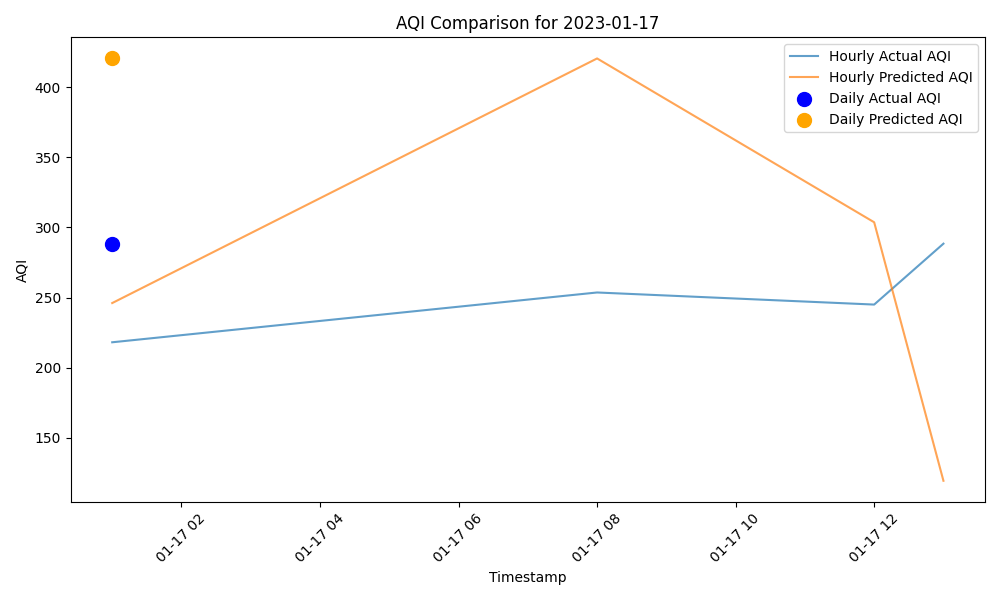 AQI Comparison for 2023-01-17
Hourly Actual AQI
Hourly Predicted AQI
Daily Actual AQI
Daily Predicted AQI
AQI
400
350
300
250
200
150
01-17 02
01-17 04
01-17 06
01-17 08
01-17 10
01-17 12
Timestamp